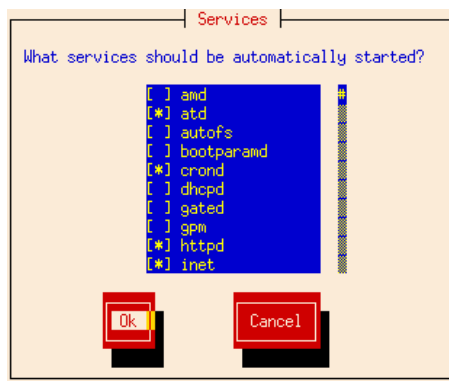 Services
What services should be automatically started?
[ ] amd
[*] atd
[ ] autofs
[ ] bootparamd
[*] crond
[ ] dhcpd
[ ] gated
[ ] gpm
[*] httpd
[*] inet
#
Ok
Cancel